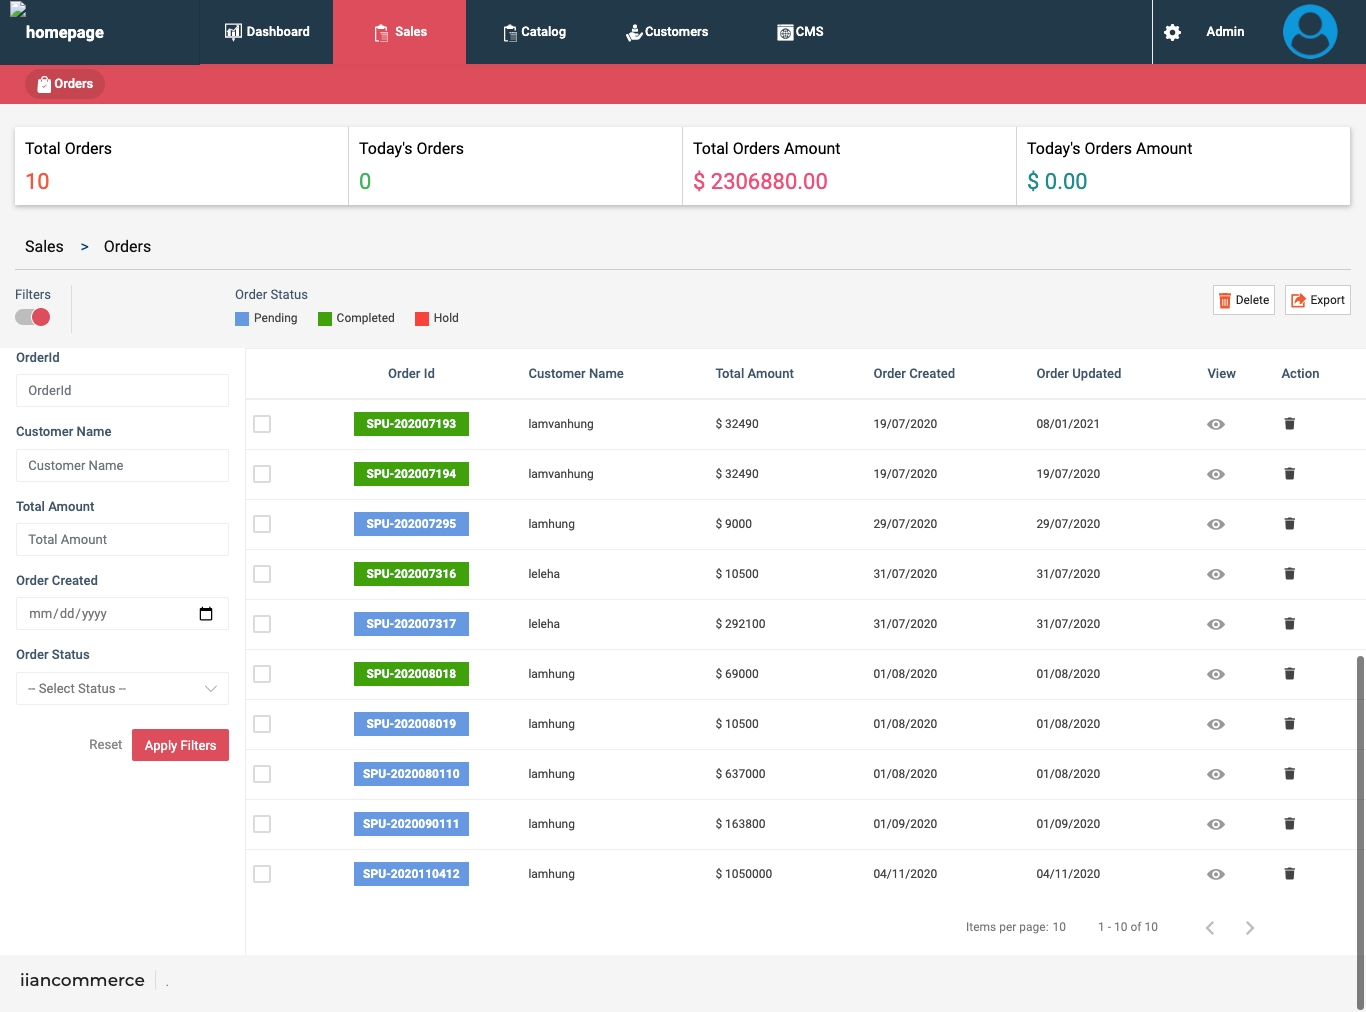 homepage
Dashboard
Sales
Catalog
Customers
CMS
Admin
Orders
Total Orders
10
Today's Orders
0
Total Orders Amount
$ 2306880.00
Today's Orders Amount
$ 0.00
Sales > Orders
Filters
Order Status
Pending
Completed
Hold
Delete
Export
OrderId
OrderId
Customer Name
Customer Name
Total Amount
Total Amount
Order Created
mm/dd/yyyy
Order Status
-- Select Status --
Reset
Apply Filters
Order Id Customer Name Total Amount Order Created Order Updated View Action
SPU-202007193 lamvanhung $ 32490 19/07/2020 08/01/2021
SPU-202007194 lamvanhung $ 32490 19/07/2020 19/07/2020
SPU-202007295 lamhung $ 9000 29/07/2020 29/07/2020
SPU-202007316 leleha $ 10500 31/07/2020 31/07/2020
SPU-202007317 leleha $ 292100 31/07/2020 31/07/2020
SPU-202008018 lamhung $ 69000 01/08/2020 01/08/2020
SPU-202008019 lamhung $ 10500 01/08/2020 01/08/2020
SPU-2020080110 lamhung $ 637000 01/08/2020 01/08/2020
SPU-2020090111 lamhung $ 163800 01/09/2020 01/09/2020
SPU-2020110412 lamhung $ 1050000 04/11/2020 04/11/2020
Items per page: 10 1 - 10 of 10
iiancommerce .